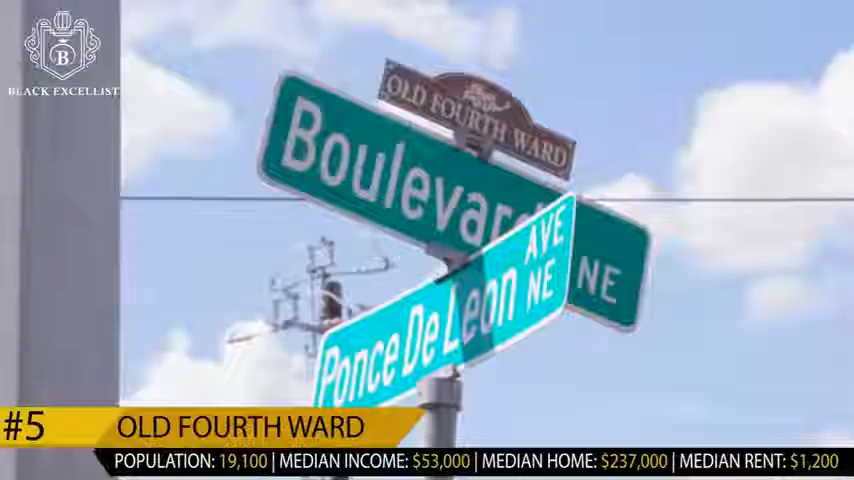 B
BLACK EXCELLIST
OLD FOURTH WARD
Boulevard NE
Ponce De Leon AVE NE
#5 OLD FOURTH WARD
POPULATION: 19,100 | MEDIAN INCOME: $53,000 | MEDIAN HOME: $237,000 | MEDIAN RENT: $1,200